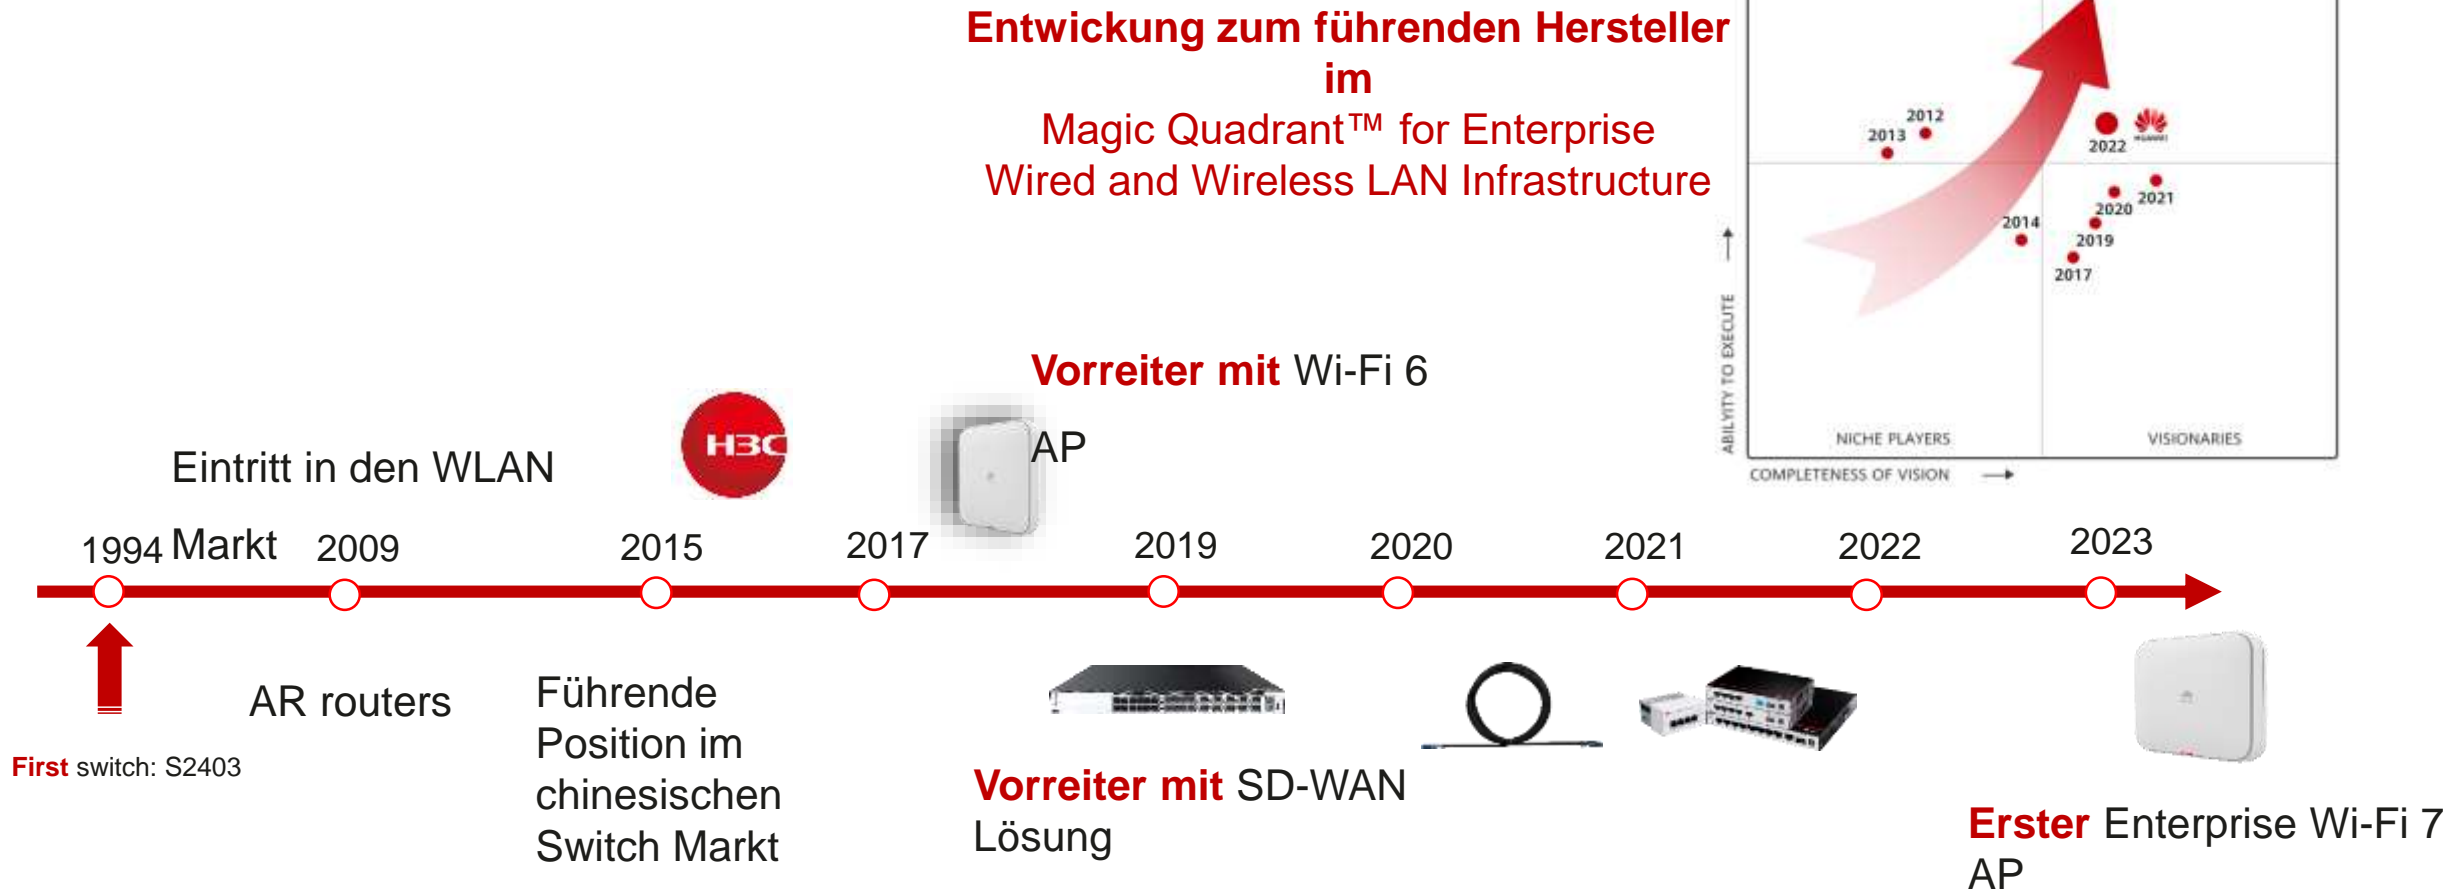 Entwickung zum führenden Hersteller
im
Magic Quadrant™ for Enterprise
Wired and Wireless LAN Infrastructure
2012
2013
2022
HUAWEI
2021
2020
2014
2019
2017
ABILYITY TO EXECUTE
NICHE PLAYERS
VISIONARIES
COMPLETENESS OF VISION
Vorreiter mit Wi-Fi 6
AP
H3C
Eintritt in den WLAN
Markt
1994
2009
2015
2017
2019
2020
2021
2022
2023
First switch: S2403
AR routers
Führende
Position im
chinesischen
Switch Markt
Vorreiter mit SD-WAN
Lösung
Erster Enterprise Wi-Fi 7
AP